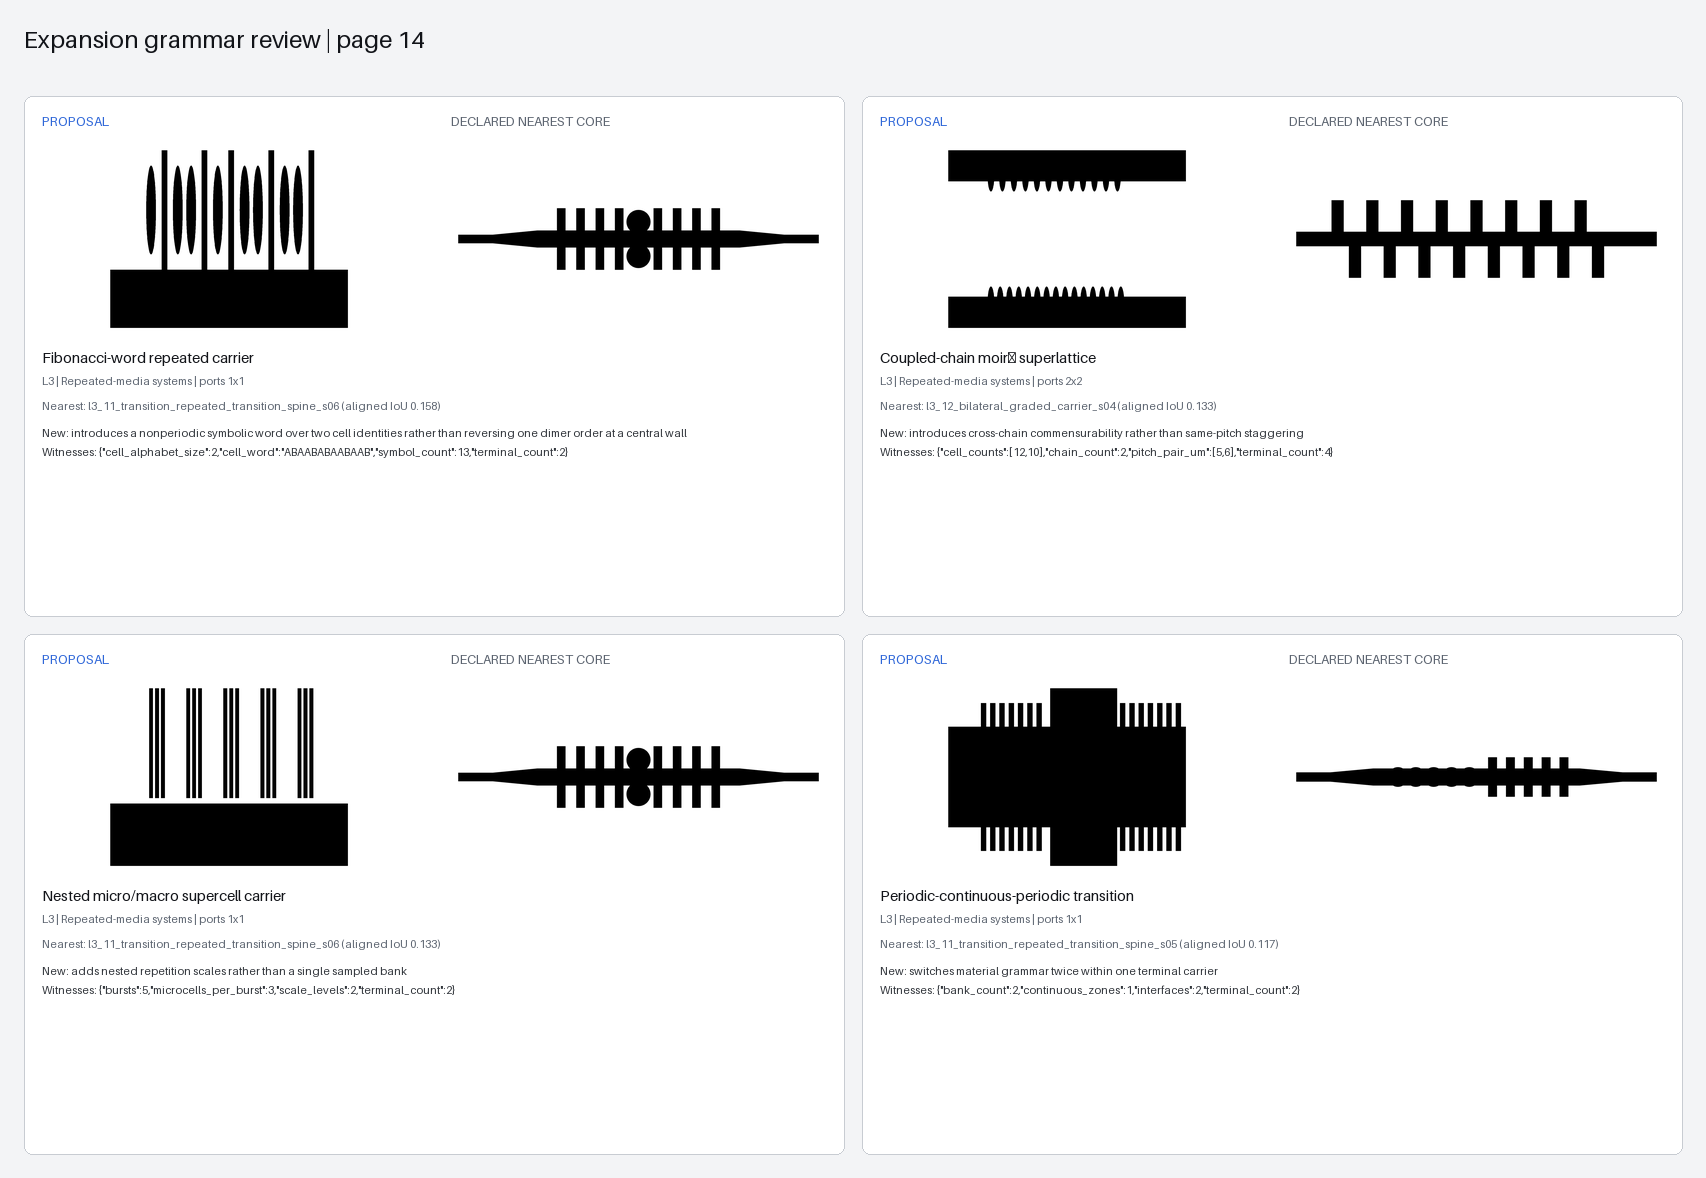 Expansion grammar review | page 14
PROPOSAL
DECLARED NEAREST CORE
Fibonacci-word repeated carrier
L3 | Repeated-media systems | ports 1x1
Nearest: l3_11_transition_repeated_transition_spine_s06 (aligned IoU 0.158)
New: introduces a nonperiodic symbolic word over two cell identities rather than reversing one dimer order at a central wall
Witnesses: {"cell_alphabet_size":2,"cell_word":"ABAABABAABAAB","symbol_count":13,"terminal_count":2}
PROPOSAL
DECLARED NEAREST CORE
Coupled-chain moir▯ superlattice
L3 | Repeated-media systems | ports 2x2
Nearest: l3_12_bilateral_graded_carrier_s04 (aligned IoU 0.133)
New: introduces cross-chain commensurability rather than same-pitch staggering
Witnesses: {"cell_counts":[12,10],"chain_count":2,"pitch_pair_um":[5,6],"terminal_count":4}
PROPOSAL
DECLARED NEAREST CORE
Nested micro/macro supercell carrier
L3 | Repeated-media systems | ports 1x1
Nearest: l3_11_transition_repeated_transition_spine_s06 (aligned IoU 0.133)
New: adds nested repetition scales rather than a single sampled bank
Witnesses: {"bursts":5,"microcells_per_burst":3,"scale_levels":2,"terminal_count":2}
PROPOSAL
DECLARED NEAREST CORE
Periodic-continuous-periodic transition
L3 | Repeated-media systems | ports 1x1
Nearest: l3_11_transition_repeated_transition_spine_s05 (aligned IoU 0.117)
New: switches material grammar twice within one terminal carrier
Witnesses: {"bank_count":2,"continuous_zones":1,"interfaces":2,"terminal_count":2}